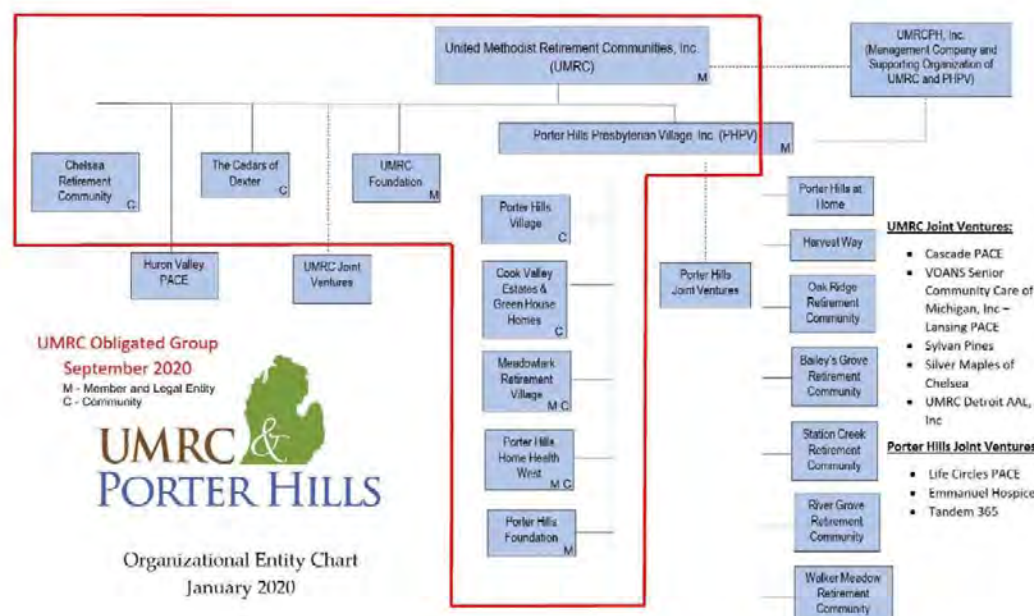 United Methodist Retirement Communities, Inc.
(UMRC)
M
UMRCPH, Inc.
(Management Company and
Supporting Organization of
UMRC and PHPV)
Porter Hills Presbyterian Village, Inc. (PHPV)
M
Chelsea
Retirement
Community
C
The Cedars of
Dexter
C
UMRC
Foundation
M
Huron Valley
PACE
UMRC Joint
Ventures
Porter Hills
Village
C
Cook Valley
Estates &
Green House
Homes
C
Meadowlark
Retirement
Village
M C
Porter Hills
Home Health
West
M C
Porter Hills
Foundation
M
Porter Hills
Joint Ventures
Porter Hills at
Home
Harvest Way
Oak Ridge
Retirement
Community
Bailey's Grove
Retirement
Community
Station Creek
Retirement
Community
River Grove
Retirement
Community
Walker Meadow
Retirement
Community
UMRC Joint Ventures:
• Cascade PACE
• VOANS Senior
Community Care of
Michigan, Inc –
Lansing PACE
• Sylvan Pines
• Silver Maples of
Chelsea
• UMRC Detroit AAL,
Inc
Porter Hills Joint Ventures
• Life Circles PACE
• Emmanuel Hospice
• Tandem 365
UMRC Obligated Group
September 2020
M - Member and Legal Entity
C - Community
UMRC &
PORTER HILLS
Organizational Entity Chart
January 2020